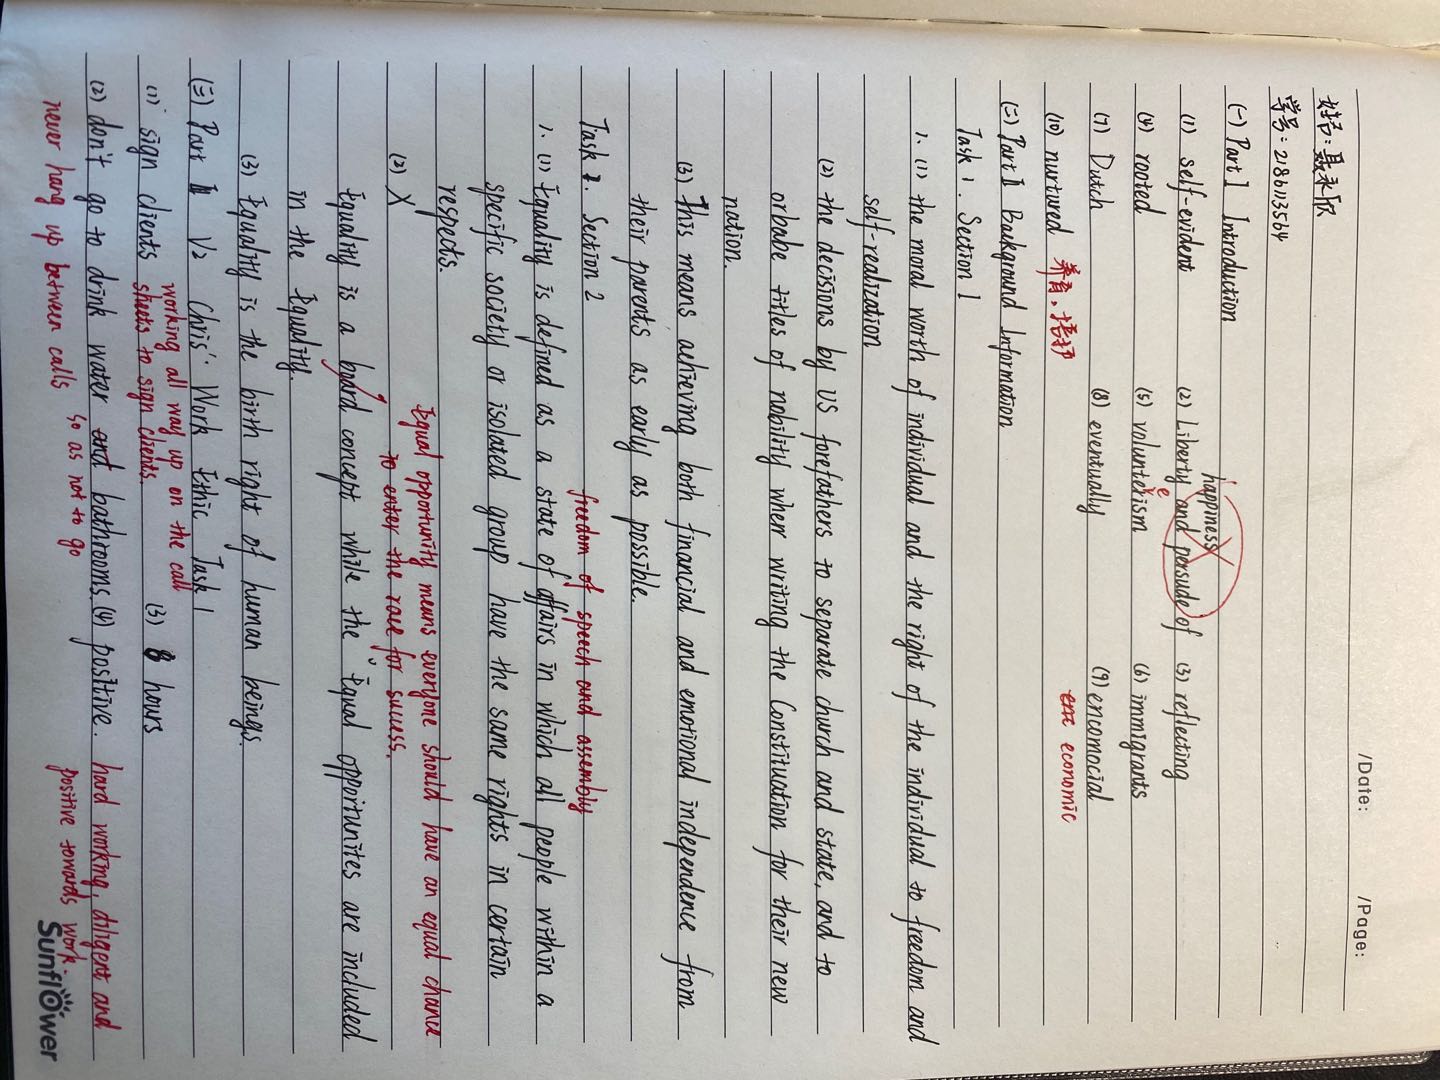 /Date: /Page:
姓名:聂永欣
学号:2186113564
(一) Part I Introduction
happiness
(1) self-evident (2) Liberty and persude of (3) reflecting
e
(4) rooted (5) volunterism (6) immigrants
(7) Dutch (8) eventually (9) encomocial
(10) nurtured 养育,培护 economic
(二) Part II Background Information
Task 1. Section 1
1. (1) the moral worth of individual and the right of the individual to freedom and
self-realization
(2) the decisions by US forefathers to separate church and state, and to
orbabe titles of nobility when writing the Constituation for their new
nation.
(3) This means achieving both financial and emotional independence from
their parents as early as possible.
Task 2. Section 2 freedom of speech and assembly
1. (1) Equality is defined as a state of affairs in which all people within a
specific society or isolated group have the same rights in certain
respects.
Equal opportunity means everyone should have an equal chance
(2) X to enter the race for success.
Equality is a board concept while the "Equal opportunites are included
in the Equality.
(3) Equality is the birth right of human beings.
(三) Part III V2 Chris' Work Ethic Task 1
working all way up on the call
(1) sign clients sheets to sign clients. (3) 8 hours
(2) don't go to drink water and bathrooms. (4) positive. hard working, diligent and
never hang up between calls so as not to go positive towards work.
Sunflower